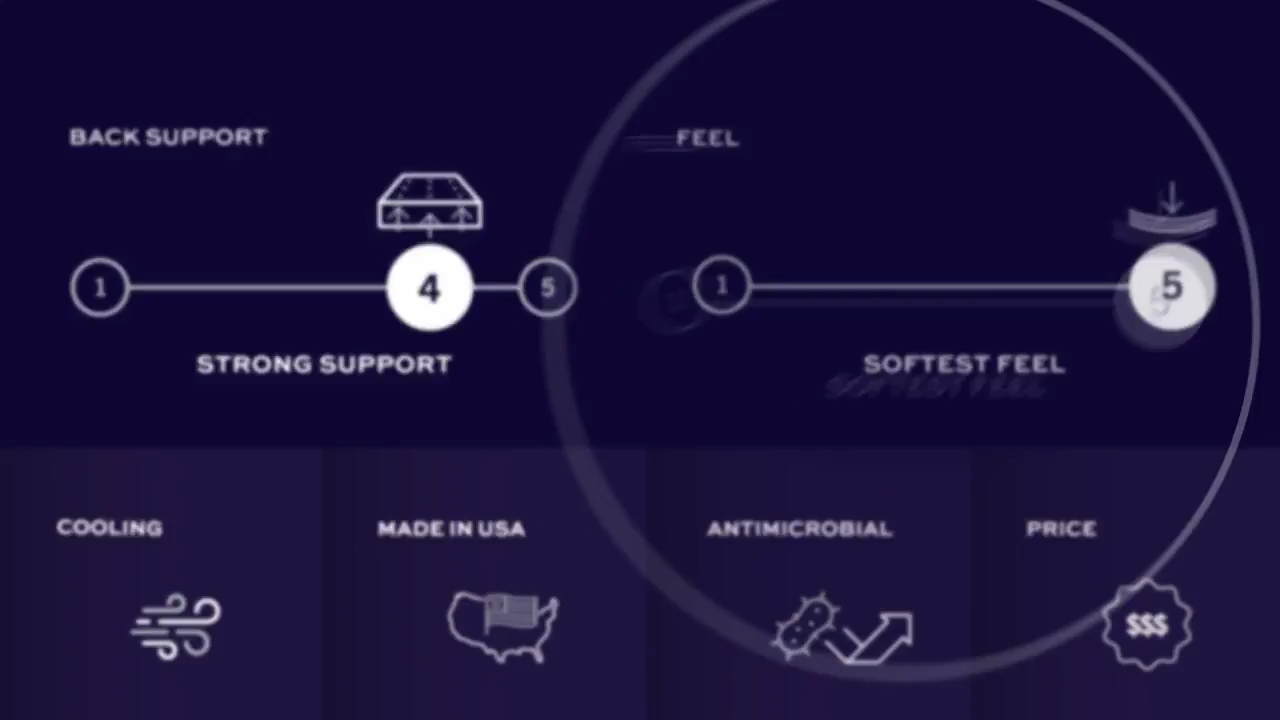 BACK SUPPORT
FEEL
1
4
5
1
5
STRONG SUPPORT
SOFTEST FEEL
COOLING
MADE IN USA
ANTIMICROBIAL
PRICE
$$$